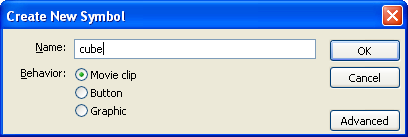 Create New Symbol
Name: cube OK
Behavior: Movie clip Cancel
Button
Graphic
Advanced